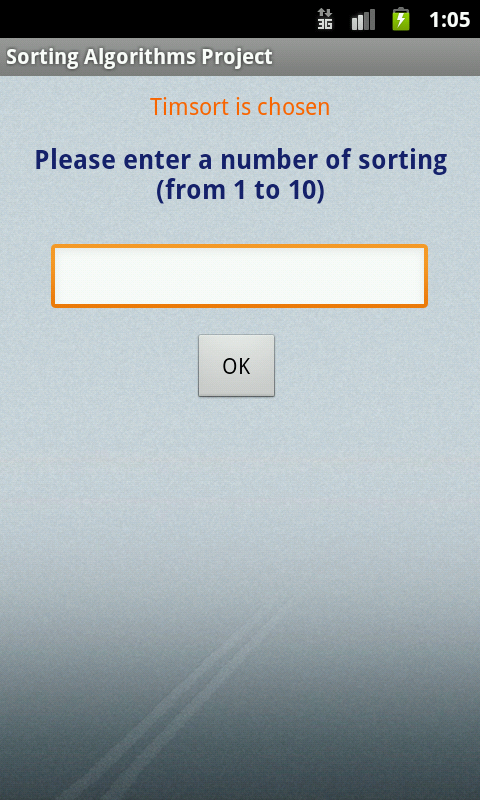 3G
1:05
Sorting Algorithms Project
Timsort is chosen
Please enter a number of sorting
(from 1 to 10)
OK